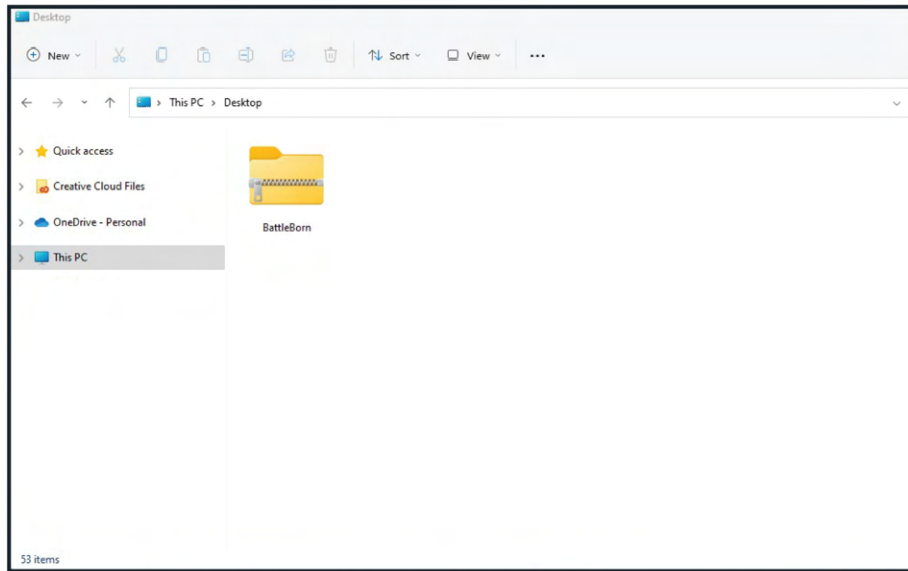 Desktop
New
Sort
View
This PC > Desktop
Quick access
Creative Cloud Files
OneDrive - Personal
This PC
BattleBorn
53 items